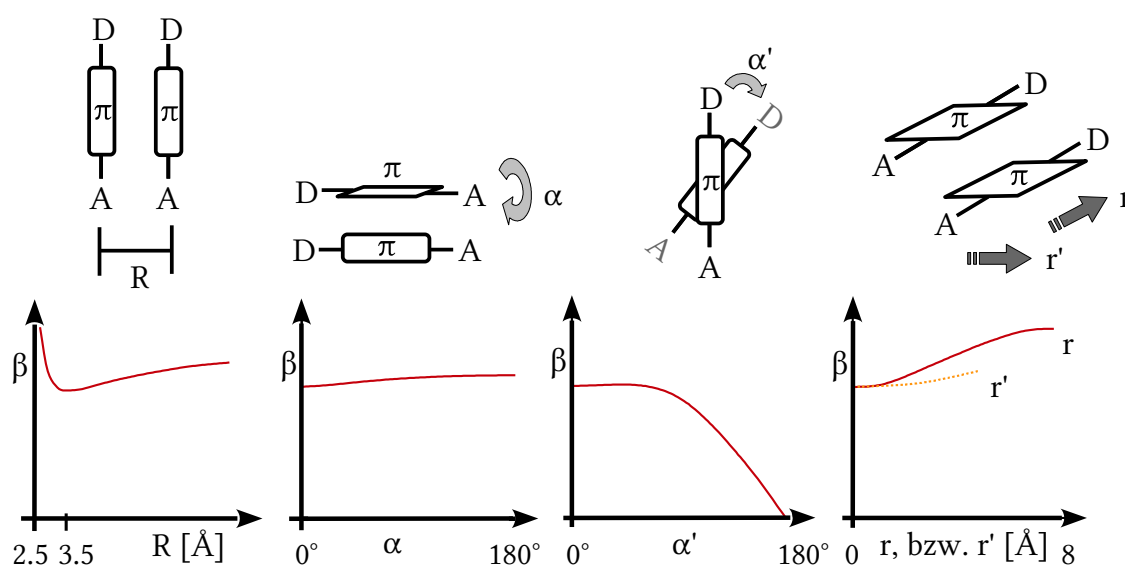 D D
π π
A A
R
π
D A
D π A
α
α'
D D
π
A A
π D
A
π D
A
r
r'
β
2.5 3.5 R [Å]
β
0° α 180°
β
0° α' 180°
β
r
r'
0 r, bzw. r' [Å] 8